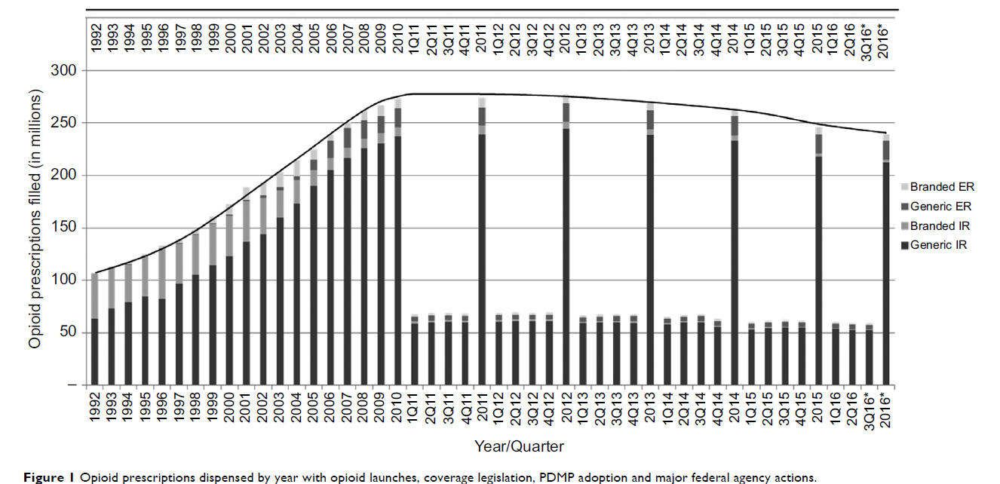 1992 1993 1994 1995 1996 1997 1998 1999 2000 2001 2002 2003 2004 2005 2006 2007 2008 2009 2010 1Q11 2Q11 3Q11 4Q11 2011 1Q12 2Q12 3Q12 4Q12 2012 1Q13 2Q13 3Q13 4Q13 2013 1Q14 2Q14 3Q14 4Q14 2014 1Q15 2Q15 3Q15 4Q15 2015 1Q16 2Q16 3Q16* 2016*
Opioid prescriptions filled (in millions)
300
250
200
150
100
50
–
Branded ER
Generic ER
Branded IR
Generic IR
1992 1993 1994 1995 1996 1997 1998 1999 2000 2001 2002 2003 2004 2005 2006 2007 2008 2009 2010 1Q11 2Q11 3Q11 4Q11 2011 1Q12 2Q12 3Q12 4Q12 2012 1Q13 2Q13 3Q13 4Q13 2013 1Q14 2Q14 3Q14 4Q14 2014 1Q15 2Q15 3Q15 4Q15 2015 1Q16 2Q16 3Q16* 2016*
Year/Quarter
Figure 1 Opioid prescriptions dispensed by year with opioid launches, coverage legislation, PDMP adoption and major federal agency actions.